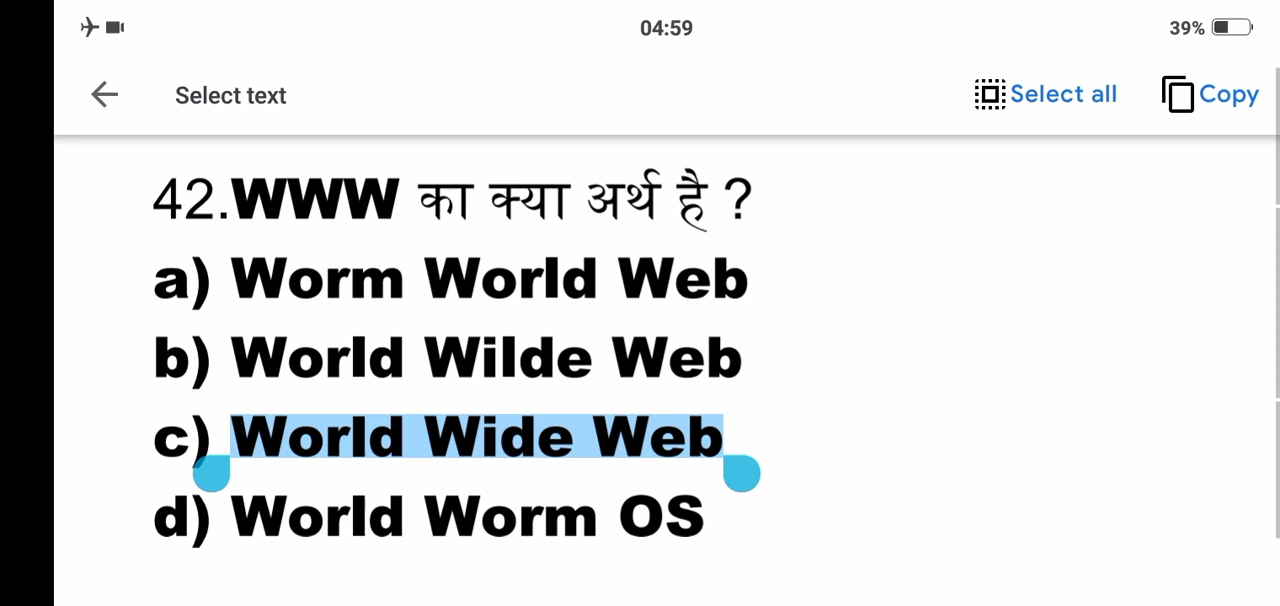 04:59
39%
Select text
Select all
Copy
42.WWW का क्या अर्थ है ?
a) Worm World Web
b) World Wilde Web
c) World Wide Web
d) World Worm OS